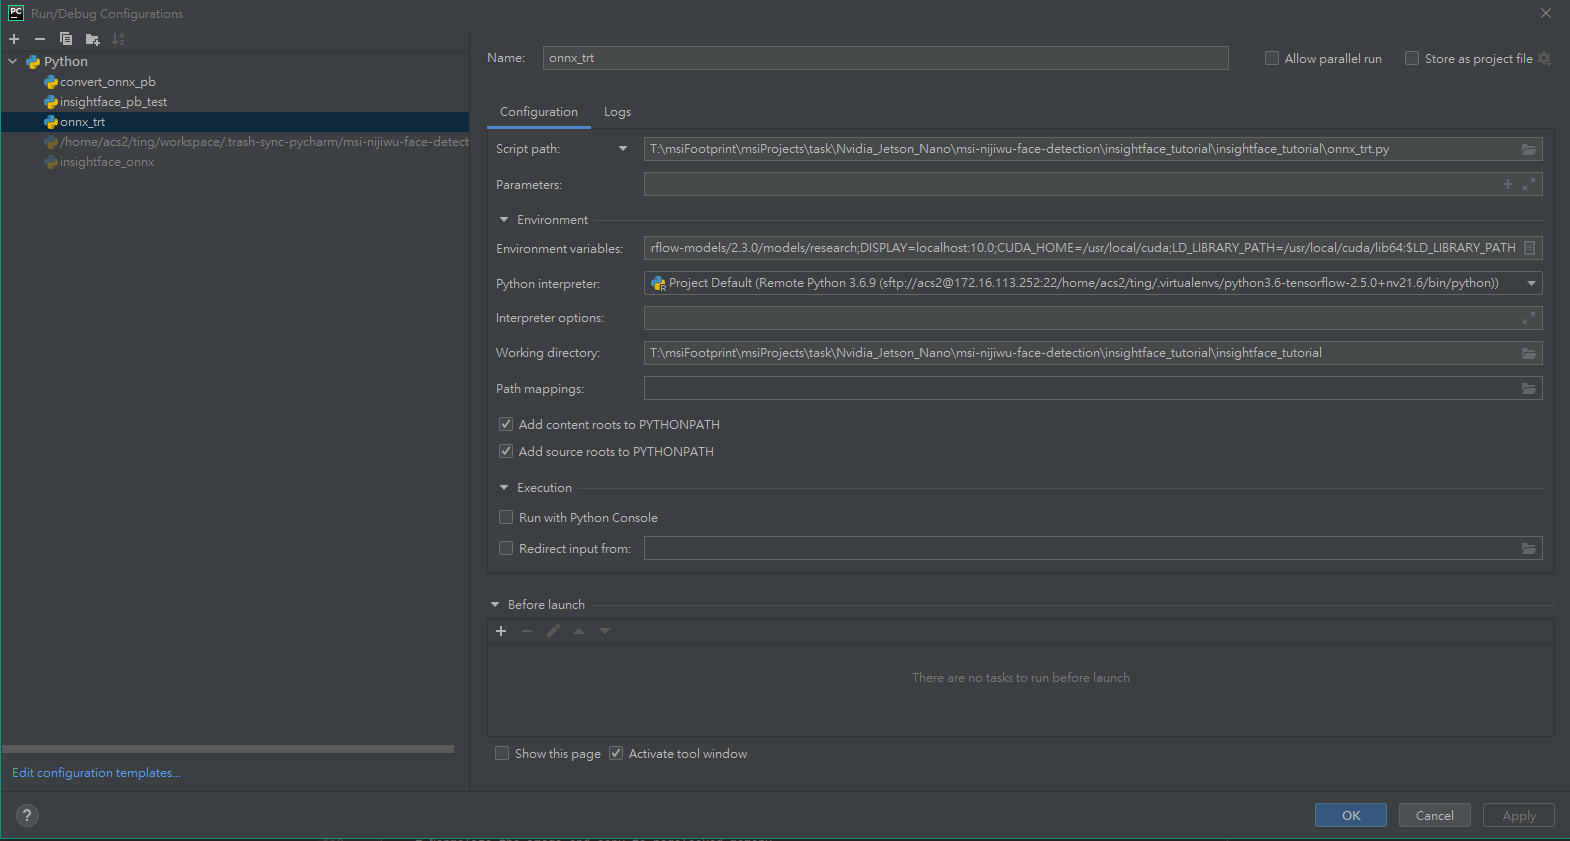 PC Run/Debug Configurations
Python
convert_onnx_pb
insightface_pb_test
onnx_trt
/home/acs2/ting/workspace/.trash-sync-pycharm/msi-nijiwu-face-detect
insightface_onnx
Edit configuration templates...
Name: onnx_trt
Allow parallel run
Store as project file
Configuration Logs
Script path: T:\msiFootprint\msiProjects\task\Nvidia_Jetson_Nano\msi-nijiwu-face-detection\insightface_tutorial\insightface_tutorial\onnx_trt.py
Parameters:
Environment
Environment variables: rflow-models/2.3.0/models/research;DISPLAY=localhost:10.0;CUDA_HOME=/usr/local/cuda;LD_LIBRARY_PATH=/usr/local/cuda/lib64:$LD_LIBRARY_PATH
Python interpreter: Project Default (Remote Python 3.6.9 (sftp://acs2@172.16.113.252:22/home/acs2/ting/.virtualenvs/python3.6-tensorflow-2.5.0+nv21.6/bin/python))
Interpreter options:
Working directory: T:\msiFootprint\msiProjects\task\Nvidia_Jetson_Nano\msi-nijiwu-face-detection\insightface_tutorial\insightface_tutorial
Path mappings:
Add content roots to PYTHONPATH
Add source roots to PYTHONPATH
Execution
Run with Python Console
Redirect input from:
Before launch
There are no tasks to run before launch
Show this page Activate tool window
? OK Cancel Apply